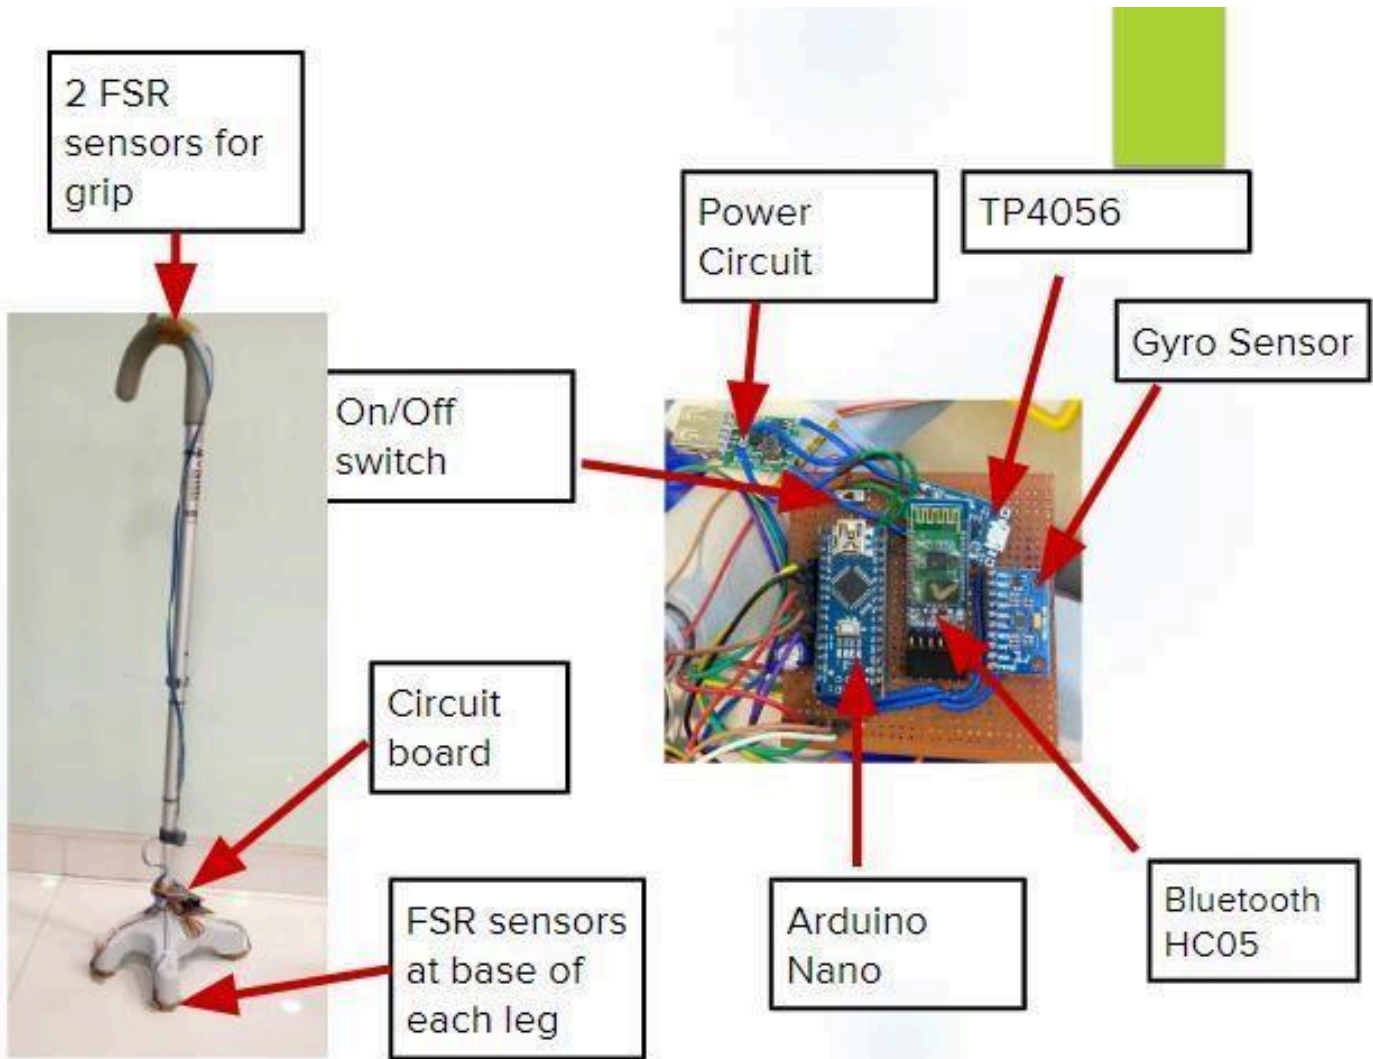 2 FSR
sensors for
grip
Power
Circuit
TP4056
Gyro Sensor
On/Off
switch
Circuit
board
FSR sensors
at base of
each leg
Arduino
Nano
Bluetooth
HC05